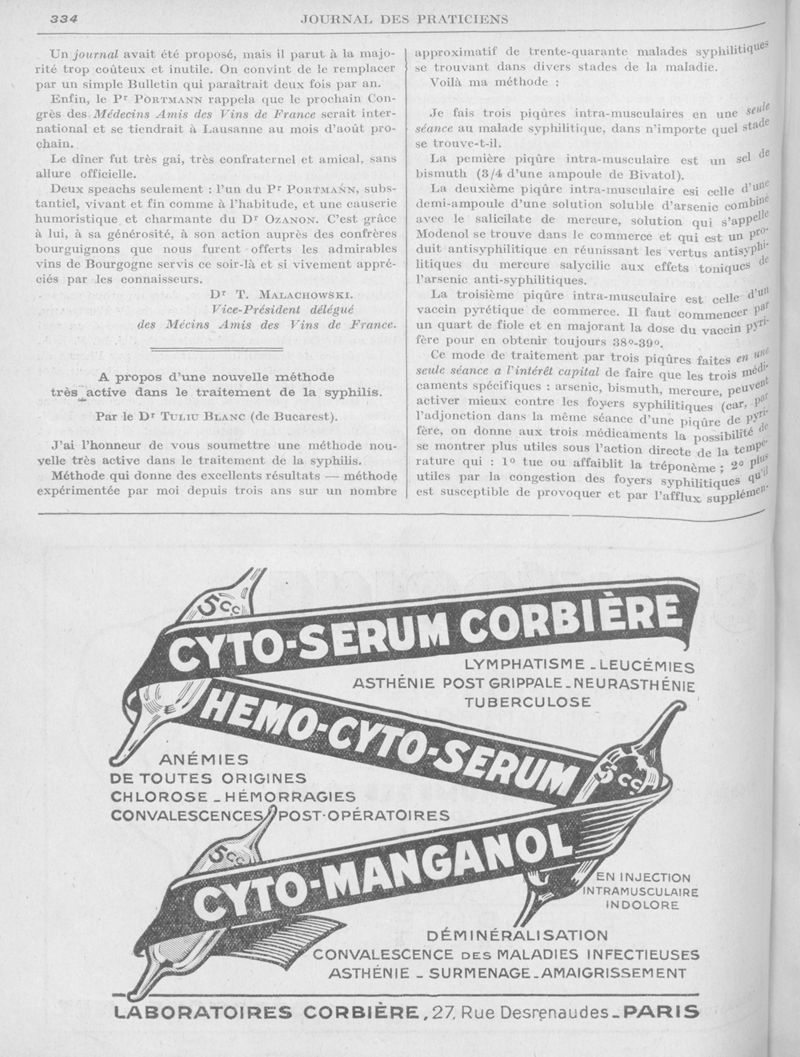 334
JOURNAL DES PRATICIENS
Un journal avait été proposé, mais il parut à la majo-
rité trop coûteux et inutile. On convint de le remplacer
par un simple Bulletin qui paraîtrait deux fois par an.
Enfin, le Pr PORTMANN rappela que le prochain Con-
grès des Médecins Amis des Vins de France serait inter-
national et se tiendrait à Lausanne au mois d'août pro-
chain.
Le dîner fut très gai, très confraternel et amical, sans
allure officielle.
Deux speachs seulement : l'un du Pr PORTMANN, subs-
tantiel, vivant et fin comme à l'habitude, et une causerie
humoristique et charmante du Dr OZANON. C'est grâce
à lui, à sa générosité, à son action auprès des confrères
bourguignons que nous furent offerts les admirables
vins de Bourgogne servis ce soir-là et si vivement appré-
ciés par les connaisseurs.
Dr T. MALACHOWSKI.
Vice-Président délégué
des Mécins Amis des Vins de France.
A propos d'une nouvelle méthode
très active dans le traitement de la syphilis.
Par le Dr TULIU BLANC (de Bucarest).
J'ai l'honneur de vous soumettre une méthode nou-
velle très active dans le traitement de la syphilis.
Méthode qui donne des excellents résultats — méthode
expérimentée par moi depuis trois ans sur un nombre
approximatif de trente-quarante malades syphilitiques
se trouvant dans divers stades de la maladie.
Voilà ma méthode :
Je fais trois piqûres intra-musculaires en une seule
séance au malade syphilitique, dans n'importe quel stade
se trouve-t-il.
La pemière piqûre intra-musculaire est un sel de
bismuth (3/4 d'une ampoule de Bivatol).
La deuxième piqûre intra-musculaire esi celle d'une
demi-ampoule d'une solution soluble d'arsenic combiné
avec le salicilate de mercure, solution qui s'appelle
Modenol se trouve dans le commerce et qui est un pro-
duit antisyphilitique en réunissant les vertus antisyphi-
litiques du mercure salycilic aux effets toniques de
l'arsenic anti-syphilitiques.
La troisième piqûre intra-musculaire est celle d'un
vaccin pyrétique de commerce. Il faut commencer par
un quart de fiole et en majorant la dose du vaccin pyri-
fère pour en obtenir toujours 38o-39o.
Ce mode de traitement par trois piqûres faites en une
seule séance a l'intérêt capital de faire que les trois médi-
caments spécifiques : arsenic, bismuth, mercure, peuvent
activer mieux contre les foyers syphilitiques (car, par
l'adjonction dans la même séance d'une piqûre de pyri-
fère, on donne aux trois médicaments la possibilité de
se montrer plus utiles sous l'action directe de la tempé-
rature qui : 1o tue ou affaiblit la tréponème ; 2o plus
utiles par la congestion des foyers syphilitiques qu'il
est susceptible de provoquer et par l'afflux supplémen-
5cc.
CYTO-SERUM CORBIÈRE
LYMPHATISME - LEUCÉMIES
ASTHÉNIE POST GRIPPALE - NEURASTHÉNIE
TUBERCULOSE
HEMO-CYTO-SERUM
5cc.
ANÉMIES
DE TOUTES ORIGINES
CHLOROSE - HÉMORRAGIES
CONVALESCENCES POST-OPÉRATOIRES
5cc.
CYTO-MANGANOL
EN INJECTION
INTRAMUSCULAIRE
INDOLORE
DÉMINÉRALISATION
CONVALESCENCE DES MALADIES INFECTIEUSES
ASTHÉNIE - SURMENAGE - AMAIGRISSEMENT
LABORATOIRES CORBIÈRE, 27, Rue Desrenaudes - PARIS